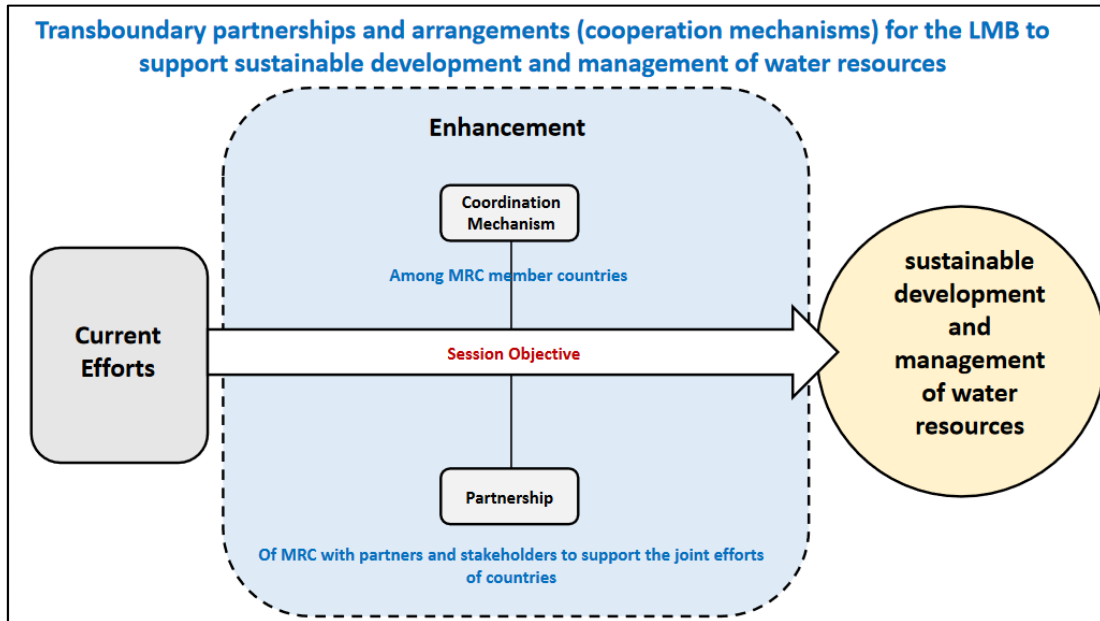 Transboundary partnerships and arrangements (cooperation mechanisms) for the LMB to
support sustainable development and management of water resources
Enhancement
Coordination
Mechanism
Among MRC member countries
Current
Efforts
Session Objective
sustainable
development
and
management
of water
resources
Partnership
Of MRC with partners and stakeholders to support the joint efforts
of countries